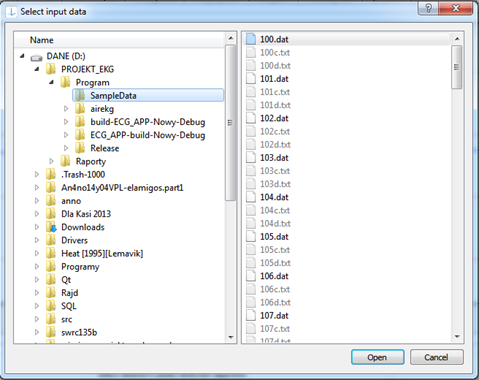 Select input data
Name
DANE (D:)
PROJEKT_EKG
Program
SampleData
airekg
build-ECG_APP-Nowy-Debug
ECG_APP-build-Nowy-Debug
Release
Raporty
.Trash-1000
An4no14y04VPL-elamigos.part1
anno
Dla Kasi 2013
Downloads
Drivers
Heat [1995][Lemavik]
Programy
Qt
Rajd
SQL
src
swrc135b
100.dat
100c.txt
100d.txt
101.dat
101c.txt
101d.txt
102.dat
102c.txt
102d.txt
103.dat
103c.txt
103d.txt
104.dat
104c.txt
104d.txt
105.dat
105c.txt
105d.txt
106.dat
106c.txt
106d.txt
107.dat
107c.txt
107d.txt
Open
Cancel